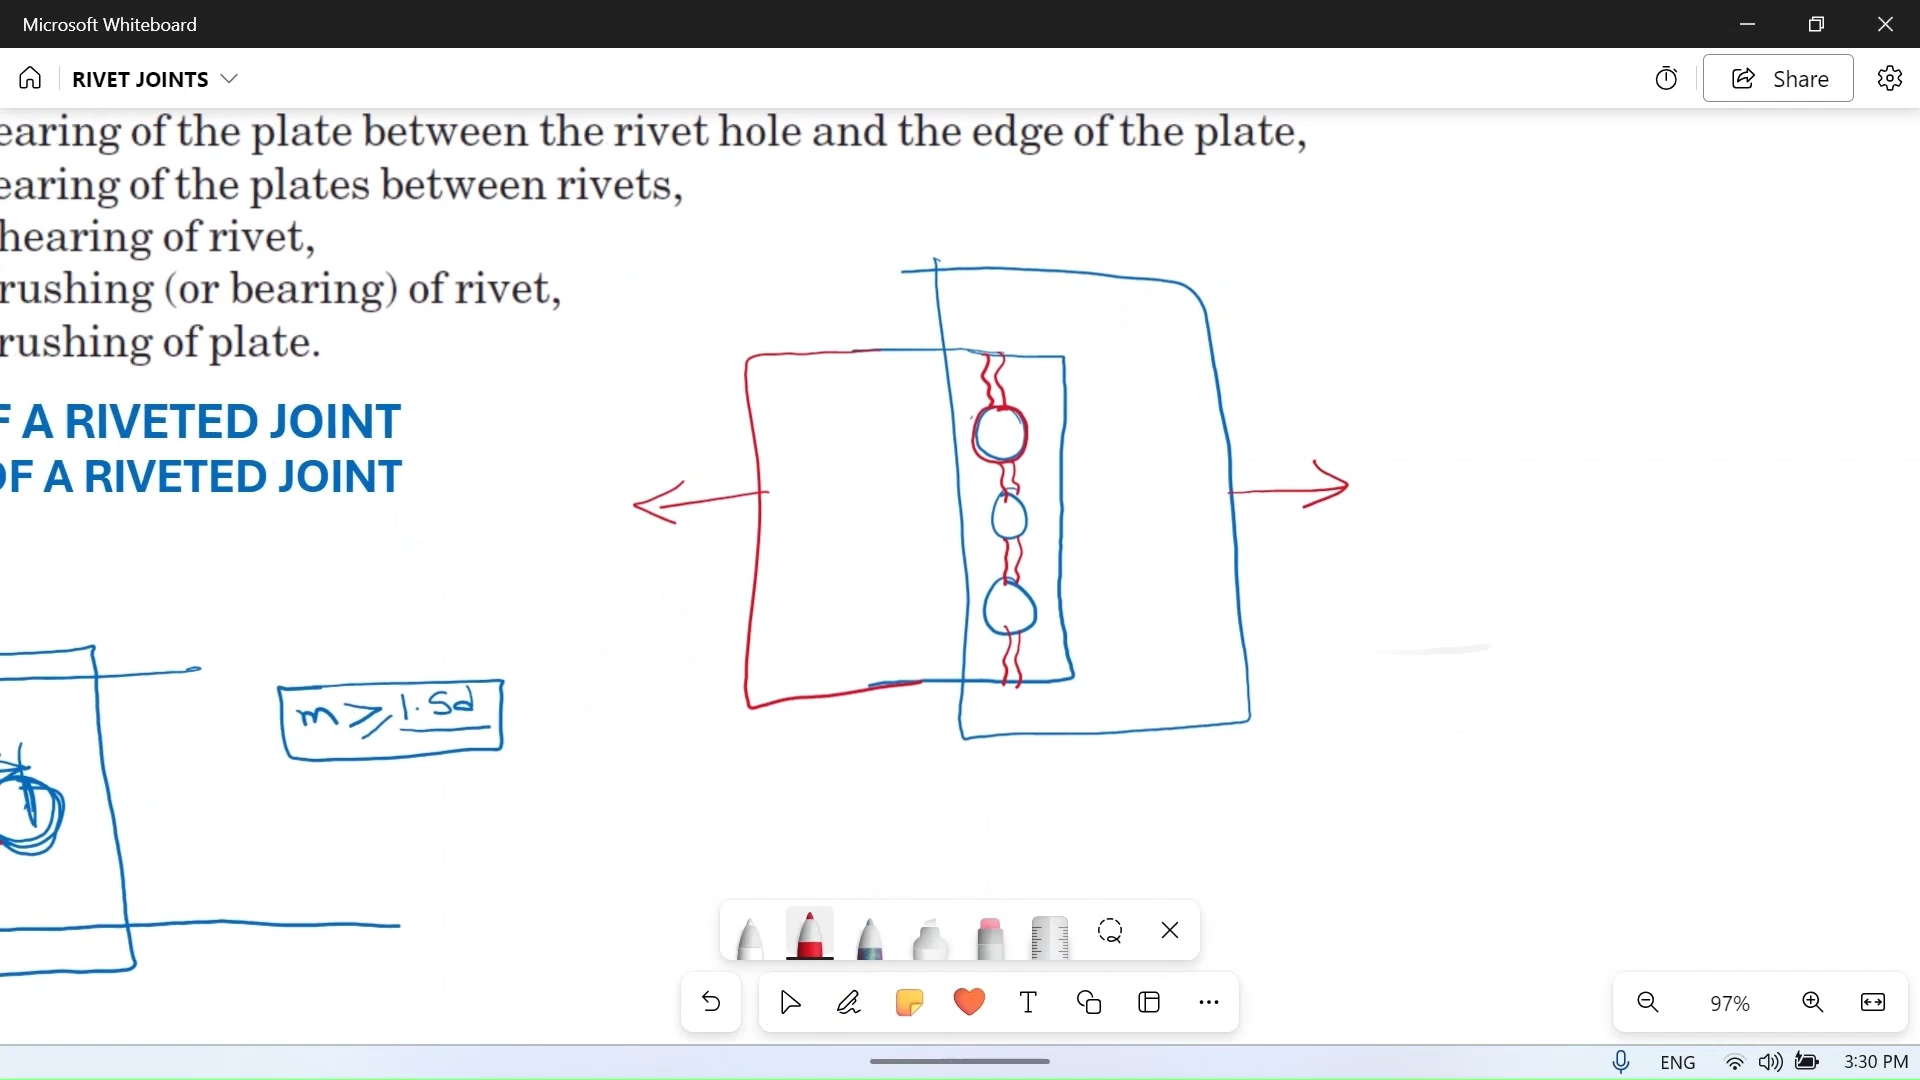 Microsoft Whiteboard
RIVET JOINTS
Share
earing of the plate between the rivet hole and the edge of the plate,
earing of the plates between rivets,
hearing of rivet,
rushing (or bearing) of rivet,
rushing of plate.
F A RIVETED JOINT
OF A RIVETED JOINT
m ≥ 1.5d
97%
ENG
3:30 PM